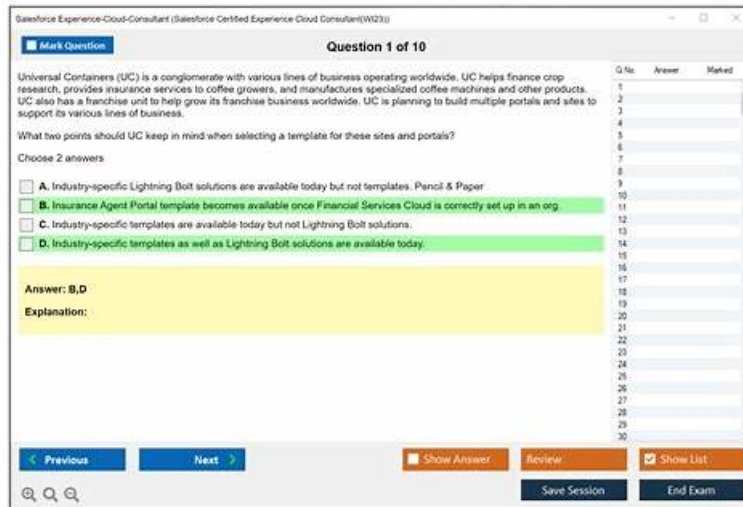 Salesforce Experience-Cloud-Consultant (Salesforce Certified Experience Cloud Consultant(WI23))
Mark Question
Question 1 of 10
Universal Containers (UC) is a conglomerate with various lines of business operating worldwide. UC helps finance crop
research, provides insurance services to coffee growers, and manufactures specialized coffee machines and other products.
UC also has a franchise unit to help grow its franchise business worldwide. UC is planning to build multiple portals and sites to
support its various lines of business.
What two points should UC keep in mind when selecting a template for these sites and portals?
Choose 2 answers
A. Industry-specific Lightning Bolt solutions are available today but not templates. Pencil & Paper
B. Insurance Agent Portal template becomes available once Financial Services Cloud is correctly set up in an org.
C. Industry-specific templates are available today but not Lightning Bolt solutions.
D. Industry-specific templates as well as Lightning Bolt solutions are available today.
Answer: B,D
Explanation:
Q No. Answer Marked
1
2
3
4
5
6
7
8
9
10
11
12
13
14
15
16
17
18
19
20
21
22
23
24
25
26
27
28
29
30
Previous
Next
Show Answer
Review
Show List
Save Session
End Exam